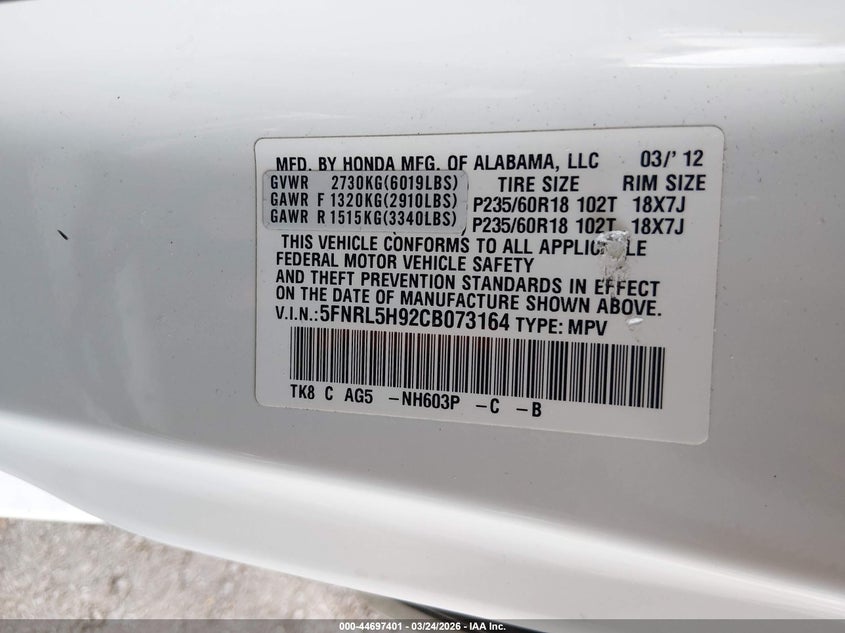 MFD. BY HONDA MFG. OF ALABAMA, LLC 03/' 12
GVWR 2730KG(6019LBS) TIRE SIZE RIM SIZE
GAWR F 1320KG(2910LBS) P235/60R18 102T 18X7J
GAWR R 1515KG(3340LBS) P235/60R18 102T 18X7J
THIS VEHICLE CONFORMS TO ALL APPLIC LE
FEDERAL MOTOR VEHICLE SAFETY
AND THEFT PREVENTION STANDARDS IN EFFECT
ON THE DATE OF MANUFACTURE SHOWN ABOVE.
V.I.N.:5FNRL5H92CB073164 TYPE: MPV
TK8 C AG5 -NH603P -C -B
000-44697401 - 03/24/2026 - IAA Inc.